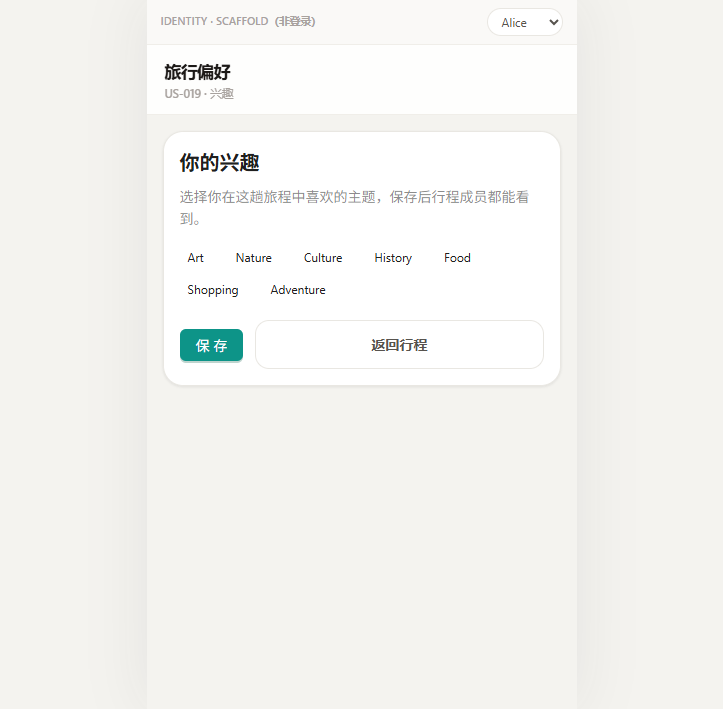 IDENTITY · SCAFFOLD（非登录）
Alice
旅行偏好
US-019 · 兴趣
你的兴趣
选择你在这趟旅程中喜欢的主题，保存后行程成员都能看
到。
Art Nature Culture History Food
Shopping Adventure
保 存 返回行程